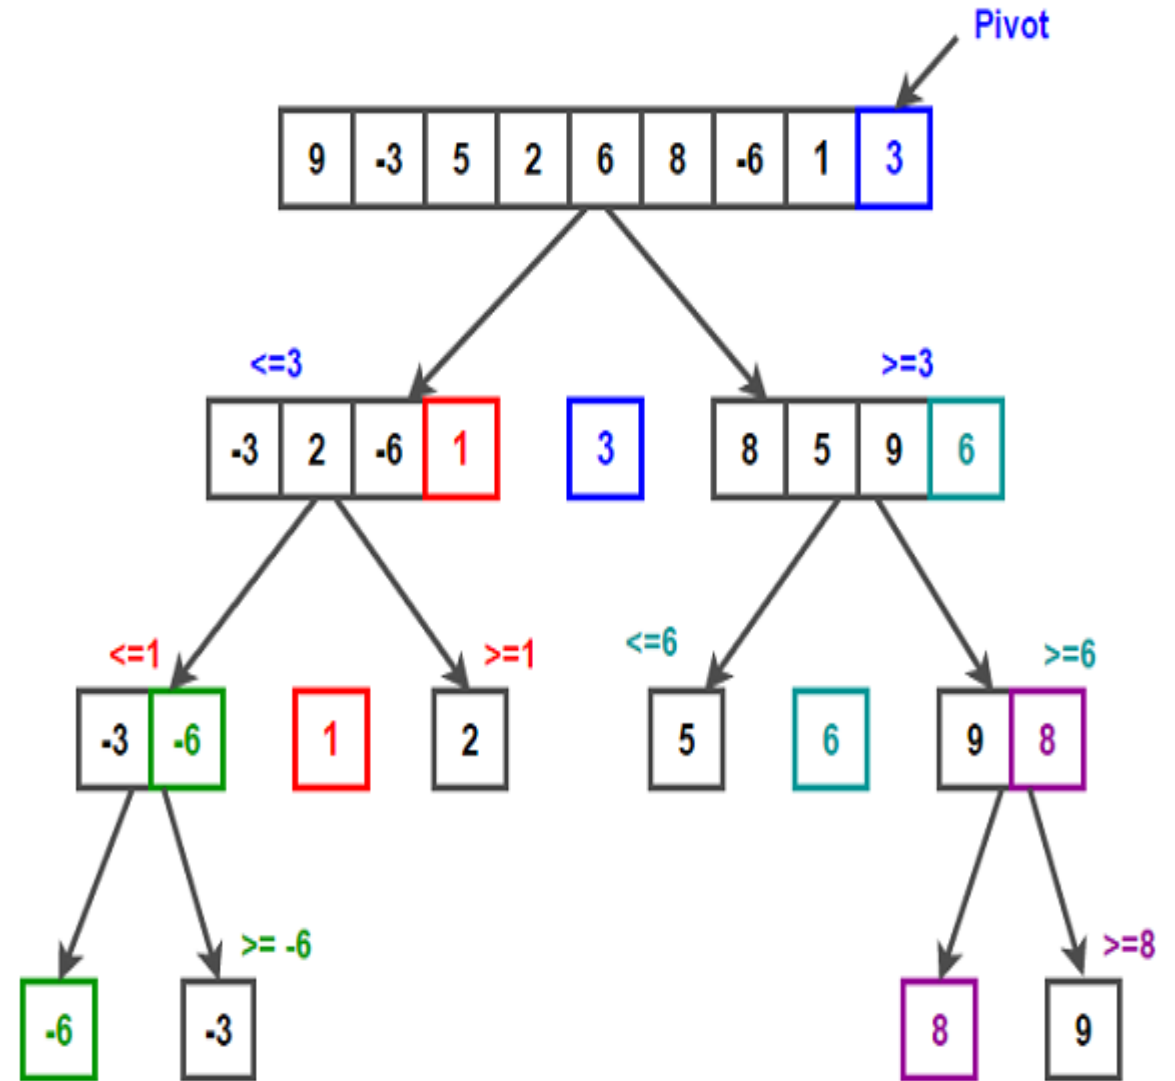 Pivot
9 -3 5 2 6 8 -6 1 3
<=3 >=3
-3 2 -6 1 3 8 5 9 6
<=1 >=1 <=6 >=6
-3 -6 1 2 5 6 9 8
>= -6 >=8
-6 -3 8 9